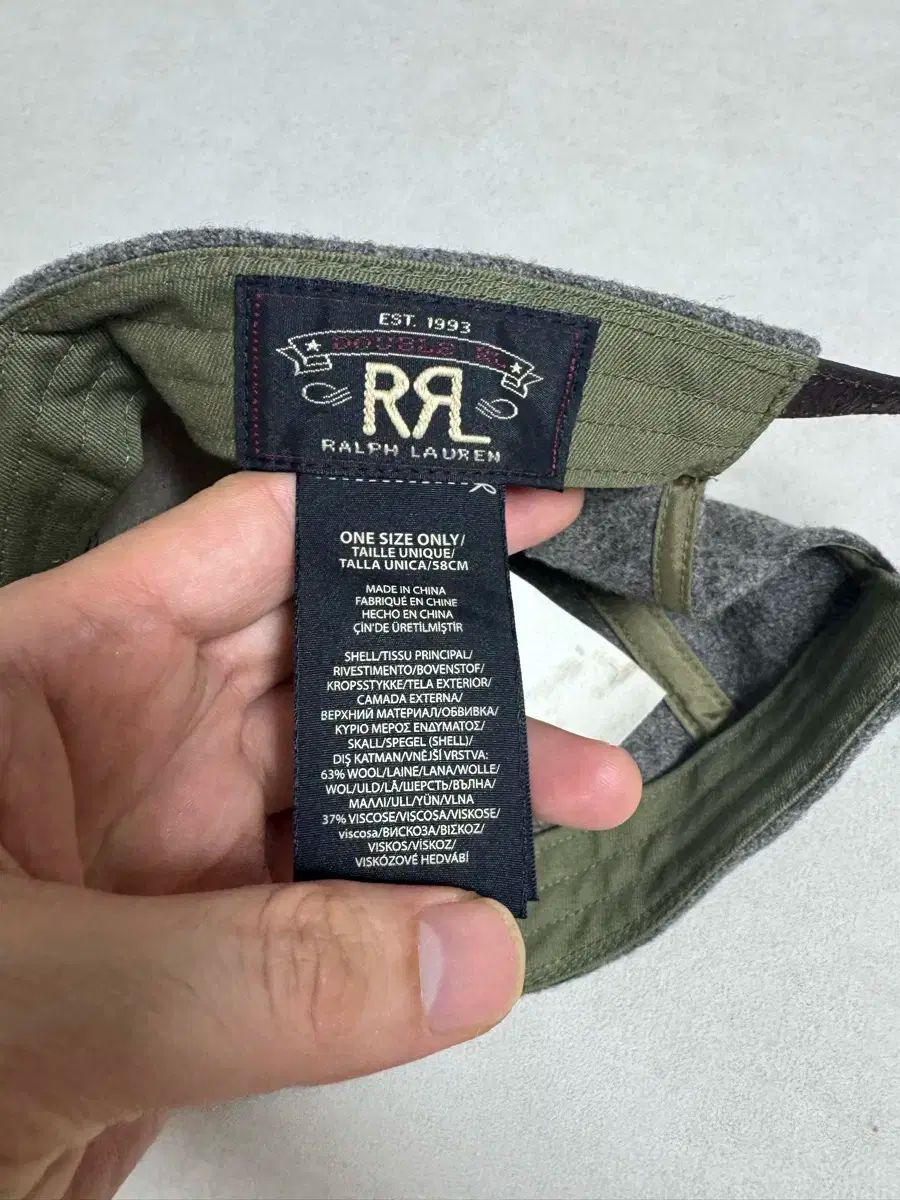 EST. 1993
DOUBLE RL
RRL
RALPH LAUREN
ONE SIZE ONLY/
TAILLE UNIQUE/
TALLA UNICA/58CM
MADE IN CHINA
FABRIQUÉ EN CHINE
HECHO EN CHINA
ÇİN'DE ÜRETİLMİŞTİR
SHELL/TISSU PRINCIPAL/
RIVESTIMENTO/BOVENSTOF/
KROPSSTYKKE/TELA EXTERIOR/
CAMADA EXTERNA/
ВЕРХНИЙ МАТЕРИАЛ/ОБВИВКА/
ΚΥΡΙΟ ΜΕΡΟΣ ΕΝΔΥΜΑΤΟΣ/
SKALL/SPEGEL (SHELL)/
DIŞ KATMAN/VNĚJŠÍ VRSTVA:
63% WOOL/LAINE/LANA/WOLLE/
WOL/ULD/LÃ/ШЕРСТЬ/ВЪЛНА/
ΜΑΛΛΙ/ULL/YÜN/VLNA
37% VISCOSE/VISCOSA/VISKOSE/
viscosa/ВИСКОЗА/ΒΙΣΚΟΖ/
VISKOS/VİSKOZ/
VISKÓZOVÉ HEDVÁBÍ